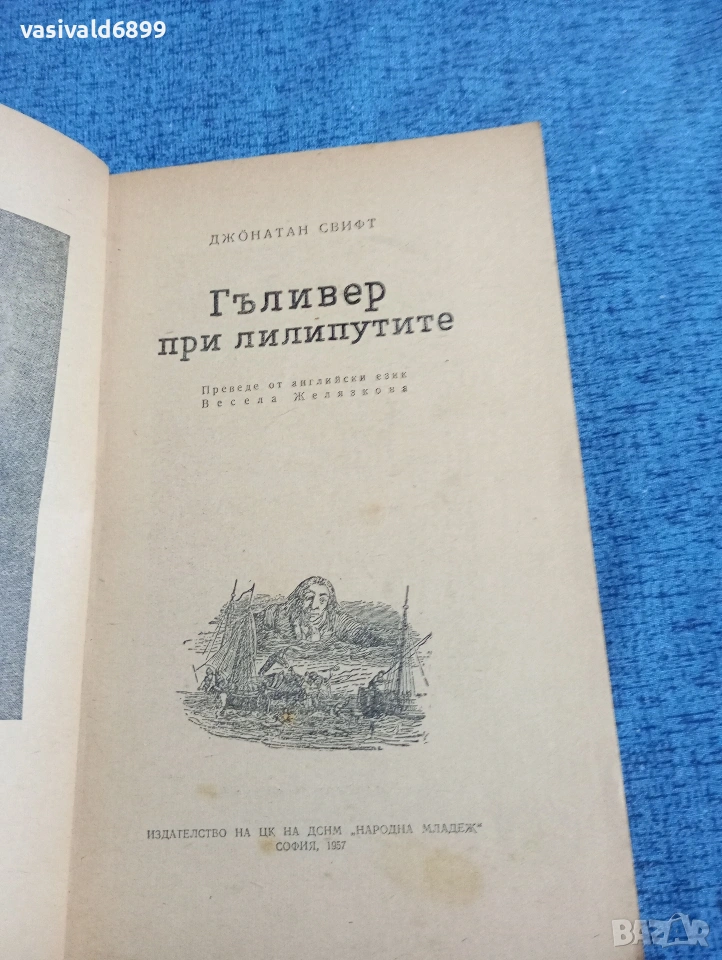 vasivald6899
ДЖОНАТАН СВИФТ
Гъливер
при лилипутите
Преведе от английски език
Весела Желязкова
ИЗДАТЕЛСТВО НА ЦК НА ДСНМ „НАРОДНА МЛАДЕЖ“
СОФИЯ, 1957
BAZAR